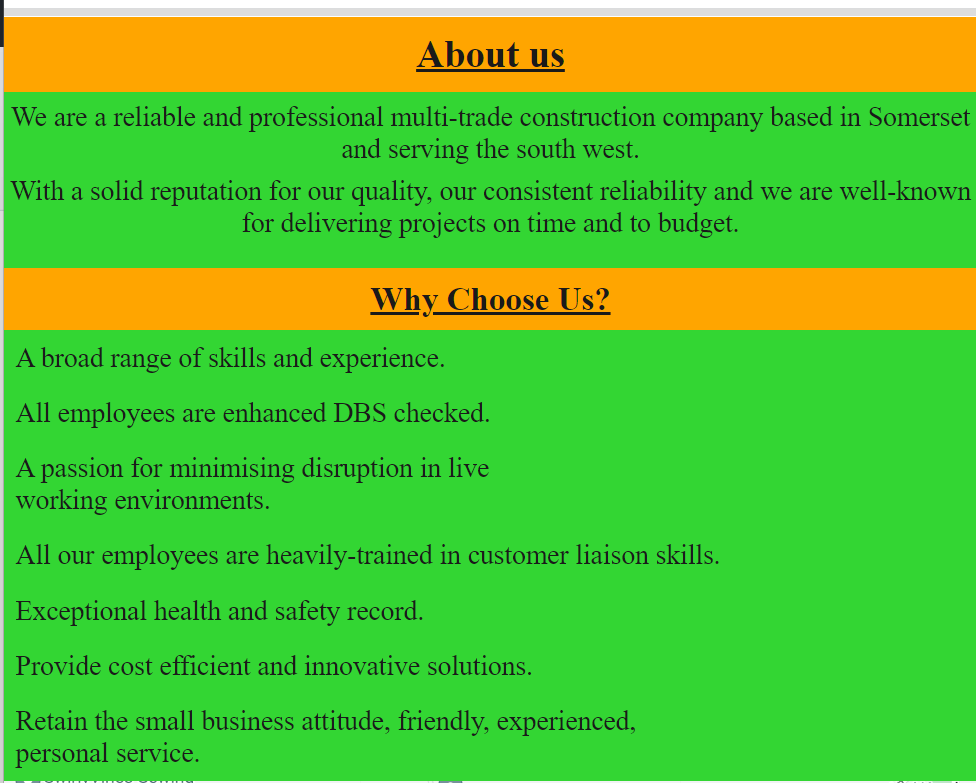 About us
We are a reliable and professional multi-trade construction company based in Somerset
and serving the south west.
With a solid reputation for our quality, our consistent reliability and we are well-known
for delivering projects on time and to budget.
Why Choose Us?
A broad range of skills and experience.
All employees are enhanced DBS checked.
A passion for minimising disruption in live
working environments.
All our employees are heavily-trained in customer liaison skills.
Exceptional health and safety record.
Provide cost efficient and innovative solutions.
Retain the small business attitude, friendly, experienced,
personal service.